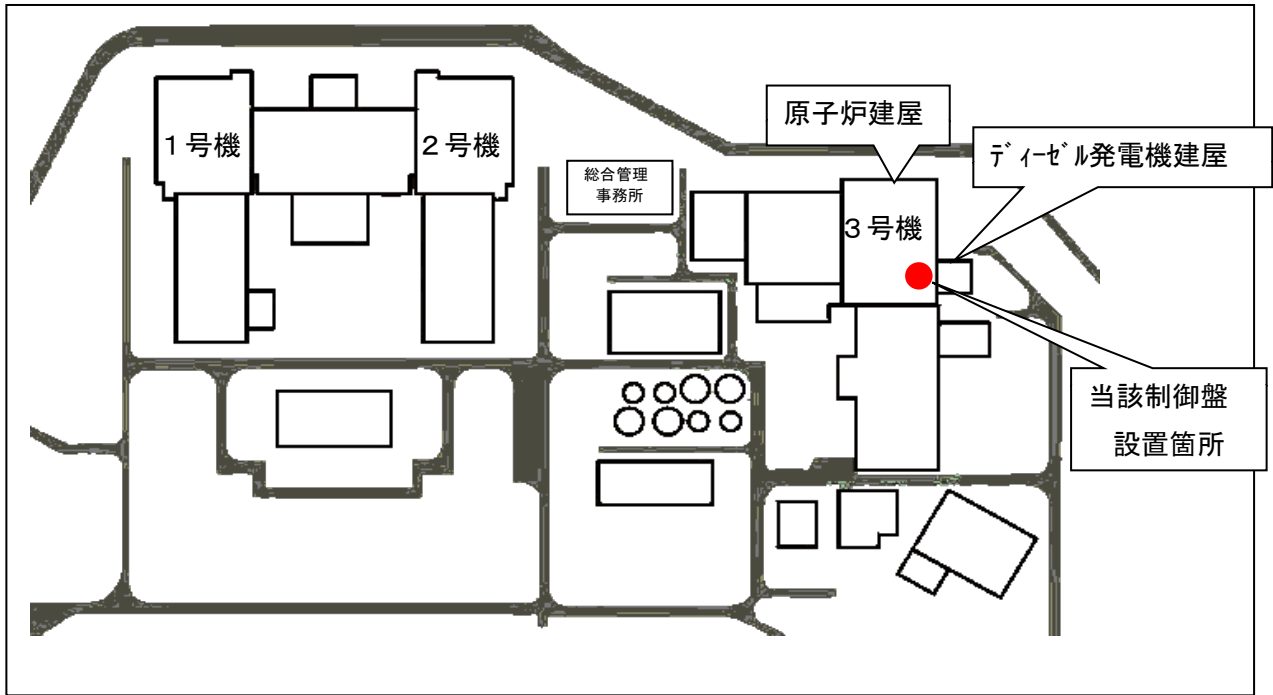 原子炉建屋
ディーゼル発電機建屋
１号機
２号機
総合管理
事務所
３号機
当該制御盤
設置箇所